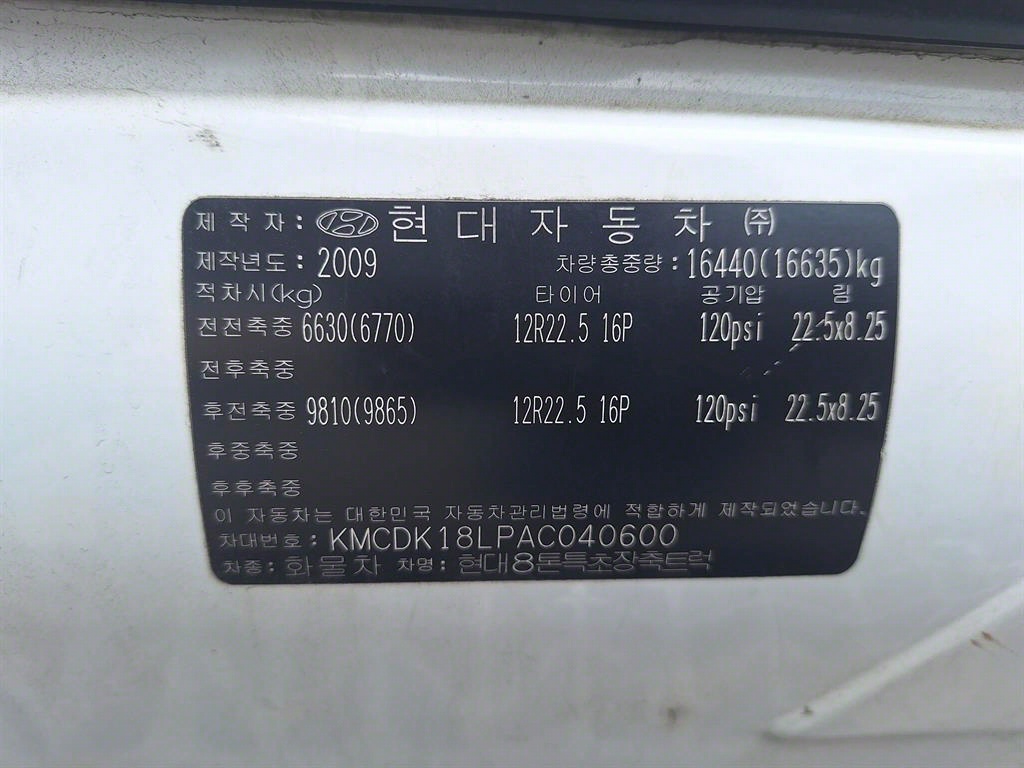 제 작 자 : 현 대 자 동 차 ㈜
제작년도 : 2009 차량총중량 : 16440(16635)kg
적차시(kg) 타이어 공기압 림
전전축중 6630(6770) 12R22.5 16P 120psi 22.5x8.25
전후축중
후전축중 9810(9865) 12R22.5 16P 120psi 22.5x8.25
후중축중
후후축중
이 자동차는 대한민국 자동차관리법령에 적합하게 제작되었습니다.
차대번호 : KMCDK18LPAC040600
차종: 화물차 차명: 현대8톤특초장축트럭